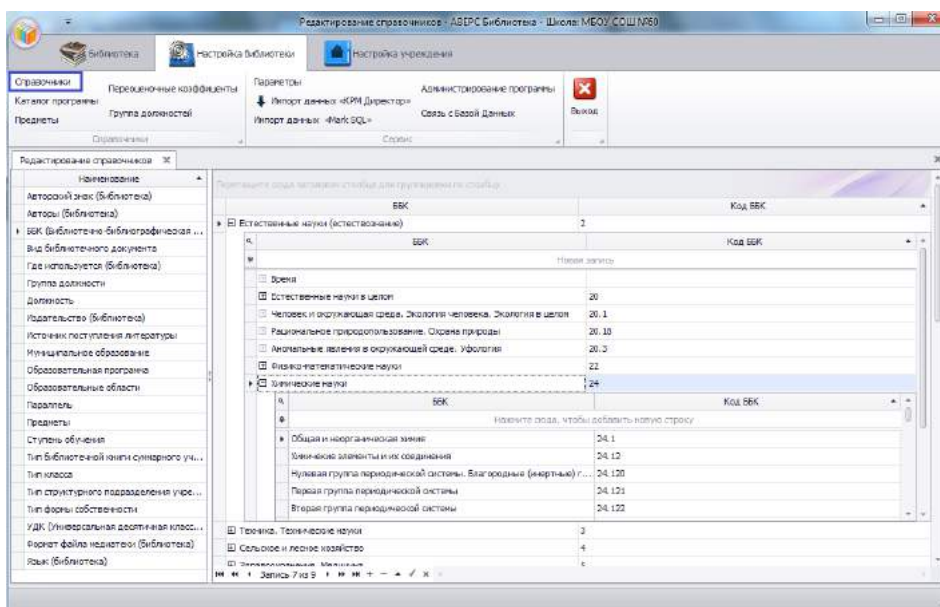 Редактирование справочников - АВЕРС Библиотека - Школа: МБОУ СОШ №60
Библиотека
Настройка библиотеки
Настройка учреждения
Справочники
Переоценочные коэффициенты
Параметры
Администрирование программы
Каталог программы
Импорт данных «КРМ Директор»
Предметы
Группа должностей
Импорт данных «Mark SQL»
Связь с Базой Данных
Выход
Справочники
Сервис
Редактирование справочников
Наименование
Авторский знак (Библиотека)
Авторы (Библиотека)
ББК (Библиотечно-библиографическая ...
Вид библиотечного документа
Где используется (Библиотека)
Группа должности
Должность
Издательство (Библиотека)
Источник поступления литературы
Муниципальное образование
Образовательная программа
Образовательные области
Параллель
Предметы
Ступень обучения
Тип библиотечной книги суммарного уч...
Тип класса
Тип структурного подразделения учре...
Тип формы собственности
УДК (Универсальная десятичная класс...
Формат файла медиатеки (Библиотека)
Язык (Библиотека)
Перетащите сюда заголовок столбца для группировки по столбцу
ББК Код ББК
Естественные науки (естествознание) 2
ББК Код ББК
Новая запись
Время
Естественные науки в целом 20
Человек и окружающая среда. Экология человека. Экология в целом 20.1
Рациональное природопользование. Охрана природы 20.18
Аномальные явления в окружающей среде. Уфология 20.3
Физико-математические науки 22
Химические науки 24
ББК Код ББК
Нажмите сюда, чтобы добавить новую строку
Общая и неорганическая химия 24.1
Химические элементы и их соединения 24.12
Нулевая группа периодической системы. Благородные (инертные) г... 24.120
Первая группа периодической системы 24.121
Вторая группа периодической системы 24.122
Техника. Технические науки 3
Сельское и лесное хозяйство 4
Здравоохранение. Медицина 5
Запись 7 из 9